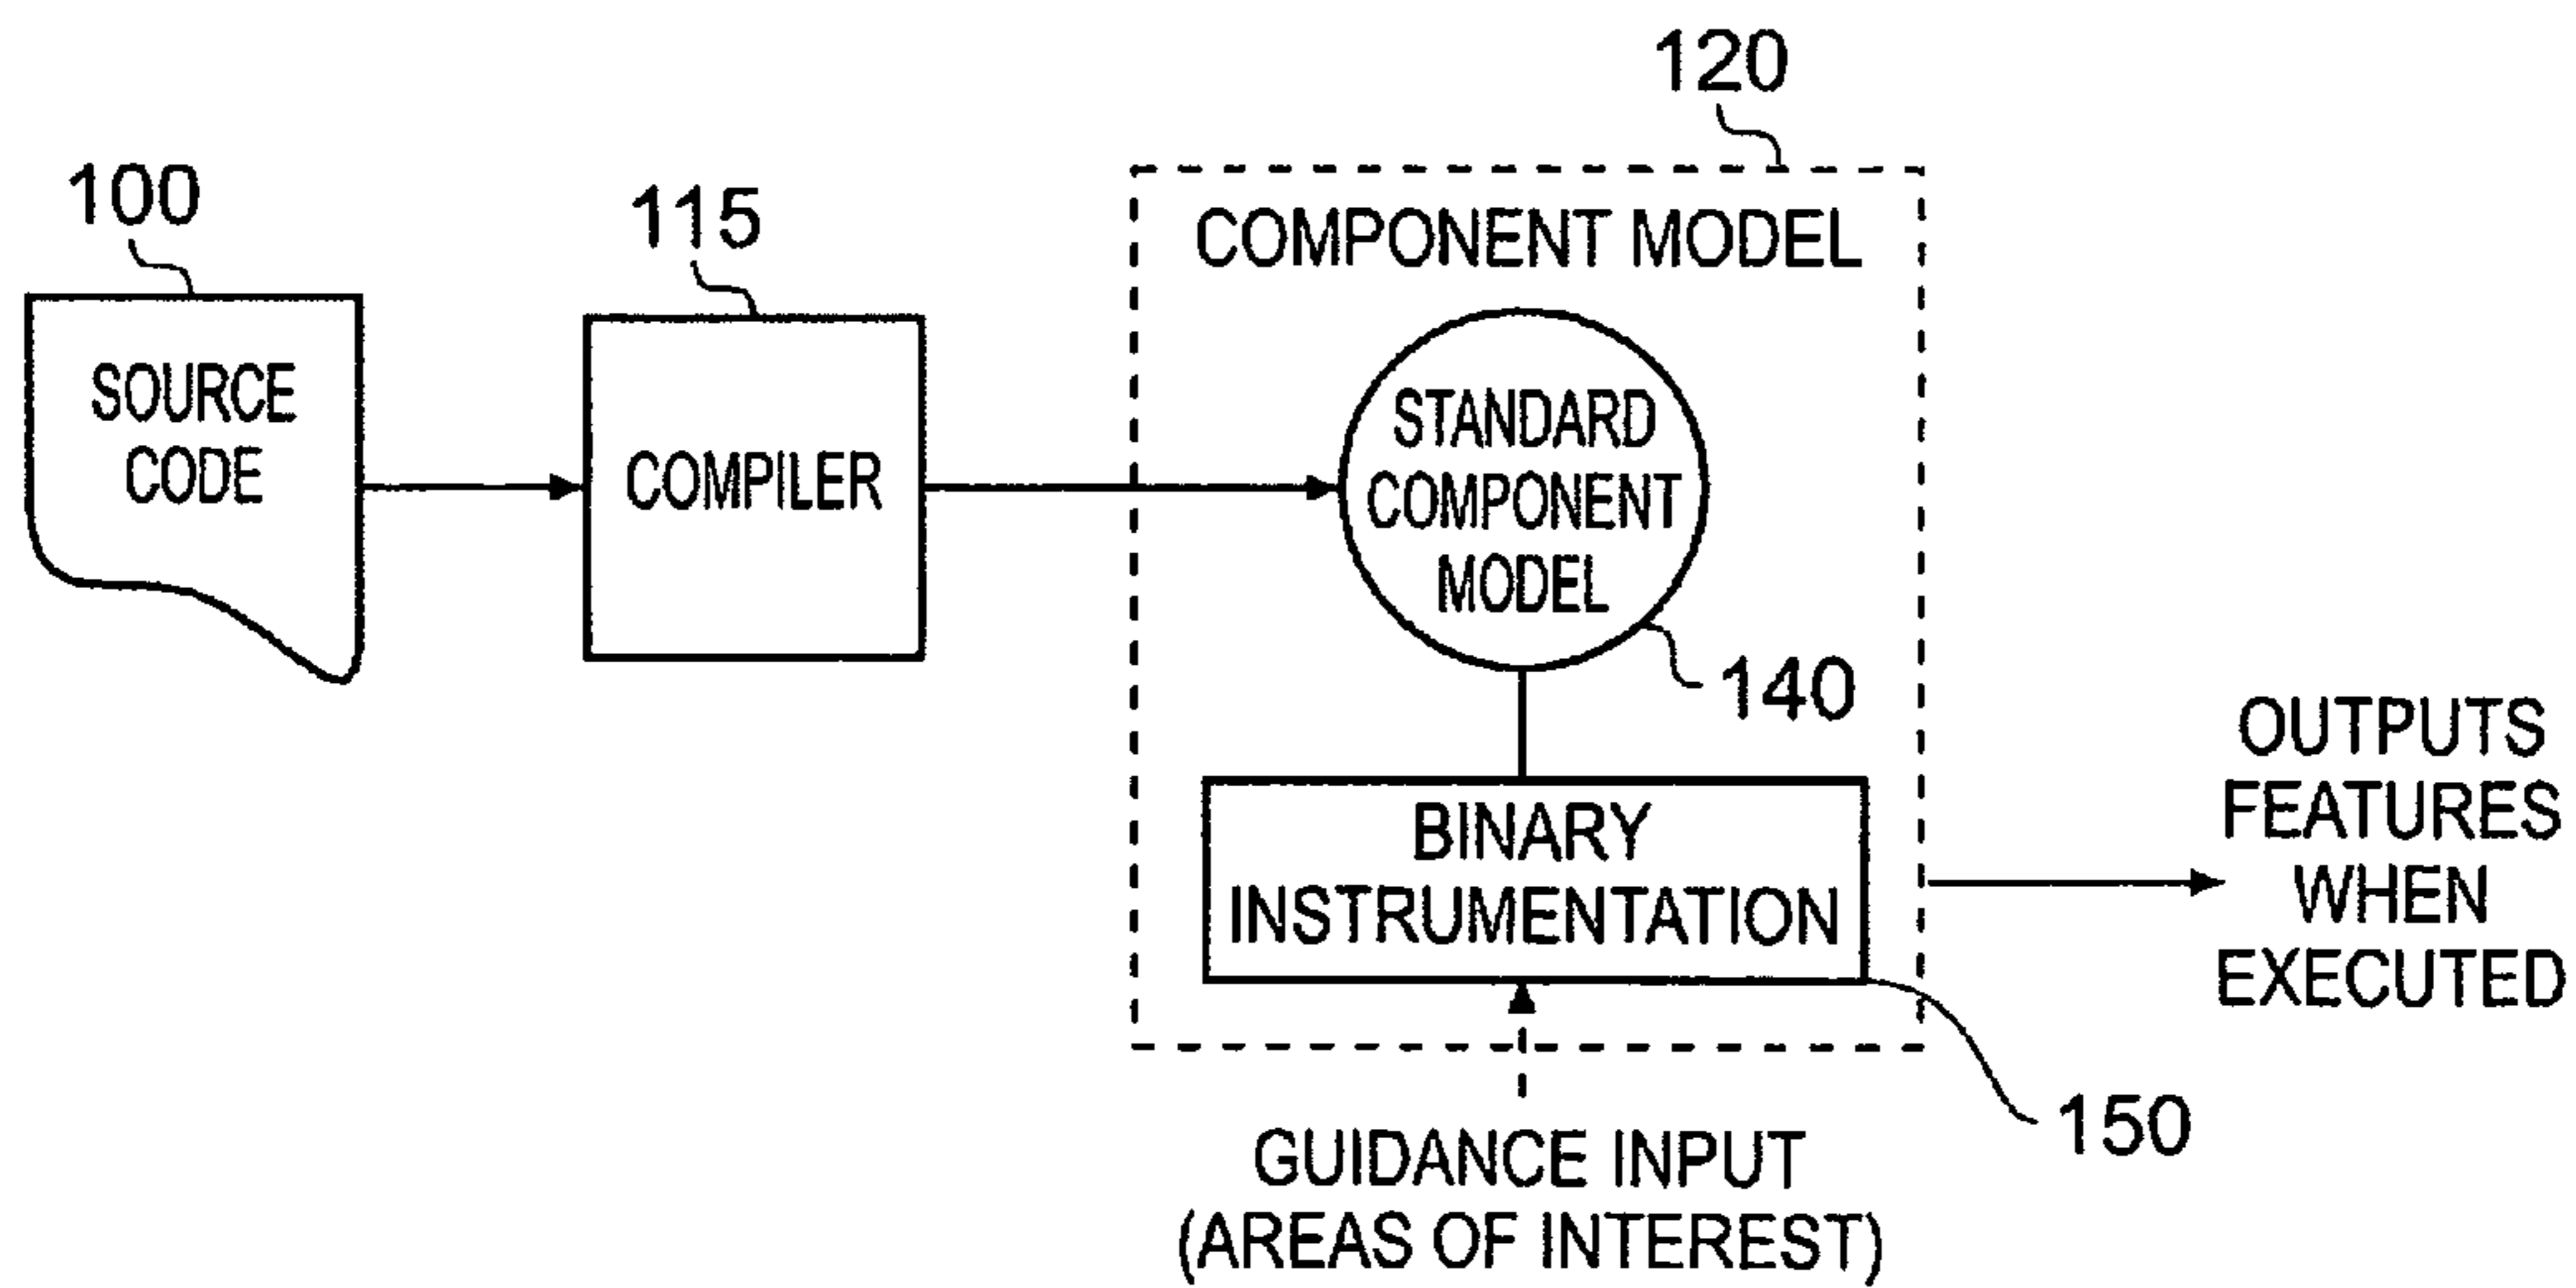 120
100
115
COMPONENT MODEL
SOURCE
CODE
COMPILER
STANDARD
COMPONENT
MODEL
140
BINARY
INSTRUMENTATION
OUTPUTS
FEATURES
WHEN
EXECUTED
150
GUIDANCE INPUT
(AREAS OF INTEREST)